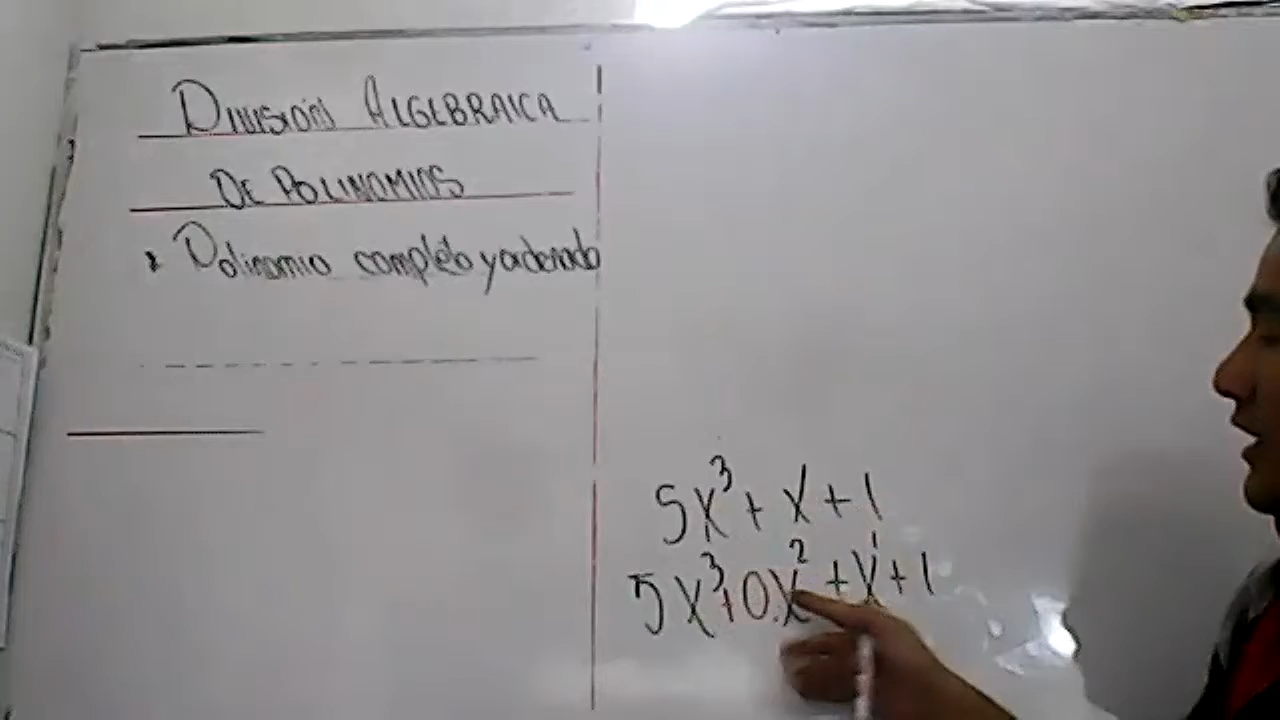 DIVISIÓN ALGEBRAICA
DE POLINOMIOS
* Polinomio completo y ordenado
5x³ + x + 1
5x³ + 0x² + x¹ + 1